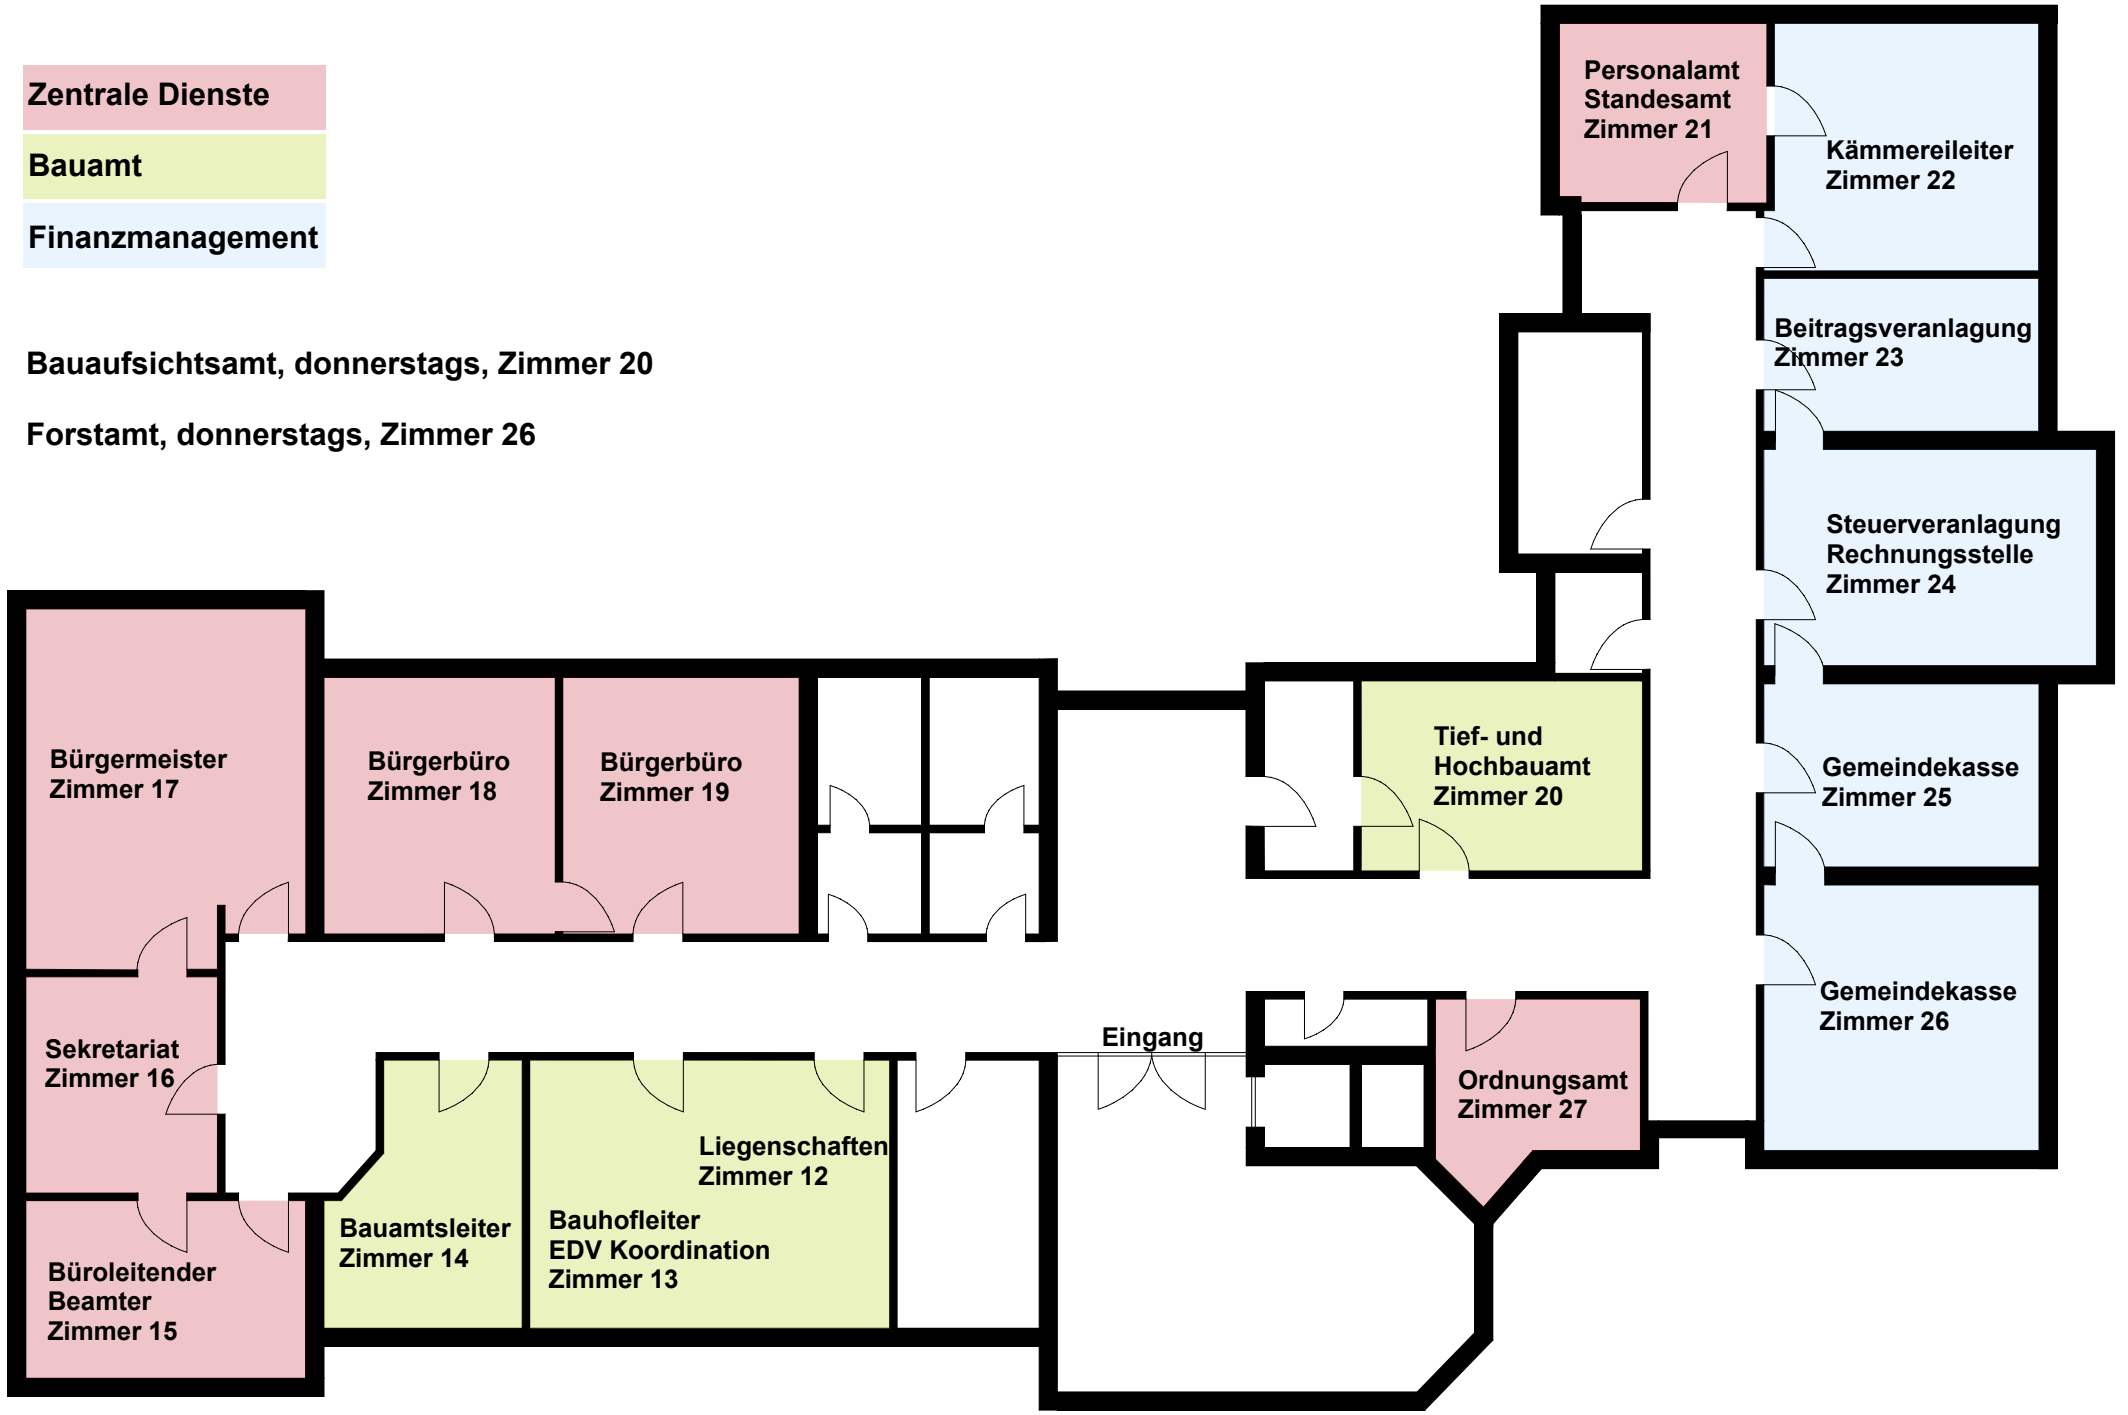 Zentrale Dienste
Bauamt
Finanzmanagement
Bauaufsichtsamt, donnerstags, Zimmer 20
Forstamt, donnerstags, Zimmer 26
Personalamt
Standesamt
Zimmer 21
Kämmereileiter
Zimmer 22
Beitragsveranlagung
Zimmer 23
Steuerveranlagung
Rechnungsstelle
Zimmer 24
Bürgermeister
Zimmer 17
Bürgerbüro
Zimmer 18
Bürgerbüro
Zimmer 19
Tief- und
Hochbauamt
Zimmer 20
Gemeindekasse
Zimmer 25
Gemeindekasse
Zimmer 26
Sekretariat
Zimmer 16
Eingang
Ordnungsamt
Zimmer 27
Liegenschaften
Zimmer 12
Bauhofleiter
EDV Koordination
Zimmer 13
Bauamtsleiter
Zimmer 14
Büroleitender
Beamter
Zimmer 15